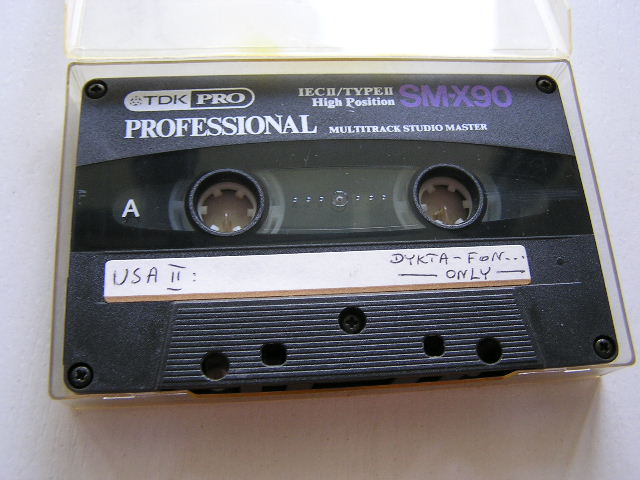 TDK PRO IECII/TYPEII SM-X90
High Position
PROFESSIONAL MULTITRACK STUDIO MASTER
A
USA II: DYKTA-FON...
— ONLY —